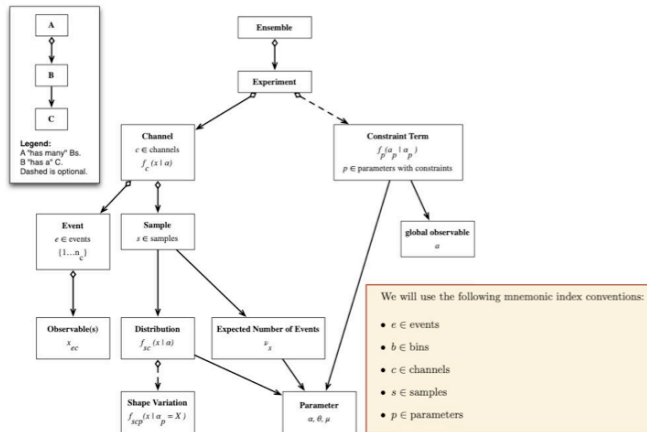 A
B
C
Legend:
A "has many" Bs.
B "has a" C.
Dashed is optional.
Ensemble
Experiment
Channel
c ∈ channels
f_c(x | α)
Constraint Term
f_p(a_p | α_p)
p ∈ parameters with constraints
Event
e ∈ events
{1...n_c}
Sample
s ∈ samples
global observable
a
Observable(s)
x_ec
Distribution
f_sc(x | α)
Expected Number of Events
ν_s
Shape Variation
f_scp(x | α_p = X )
Parameter
α, θ, μ
We will use the following mnemonic index conventions:
• e ∈ events
• b ∈ bins
• c ∈ channels
• s ∈ samples
• p ∈ parameters